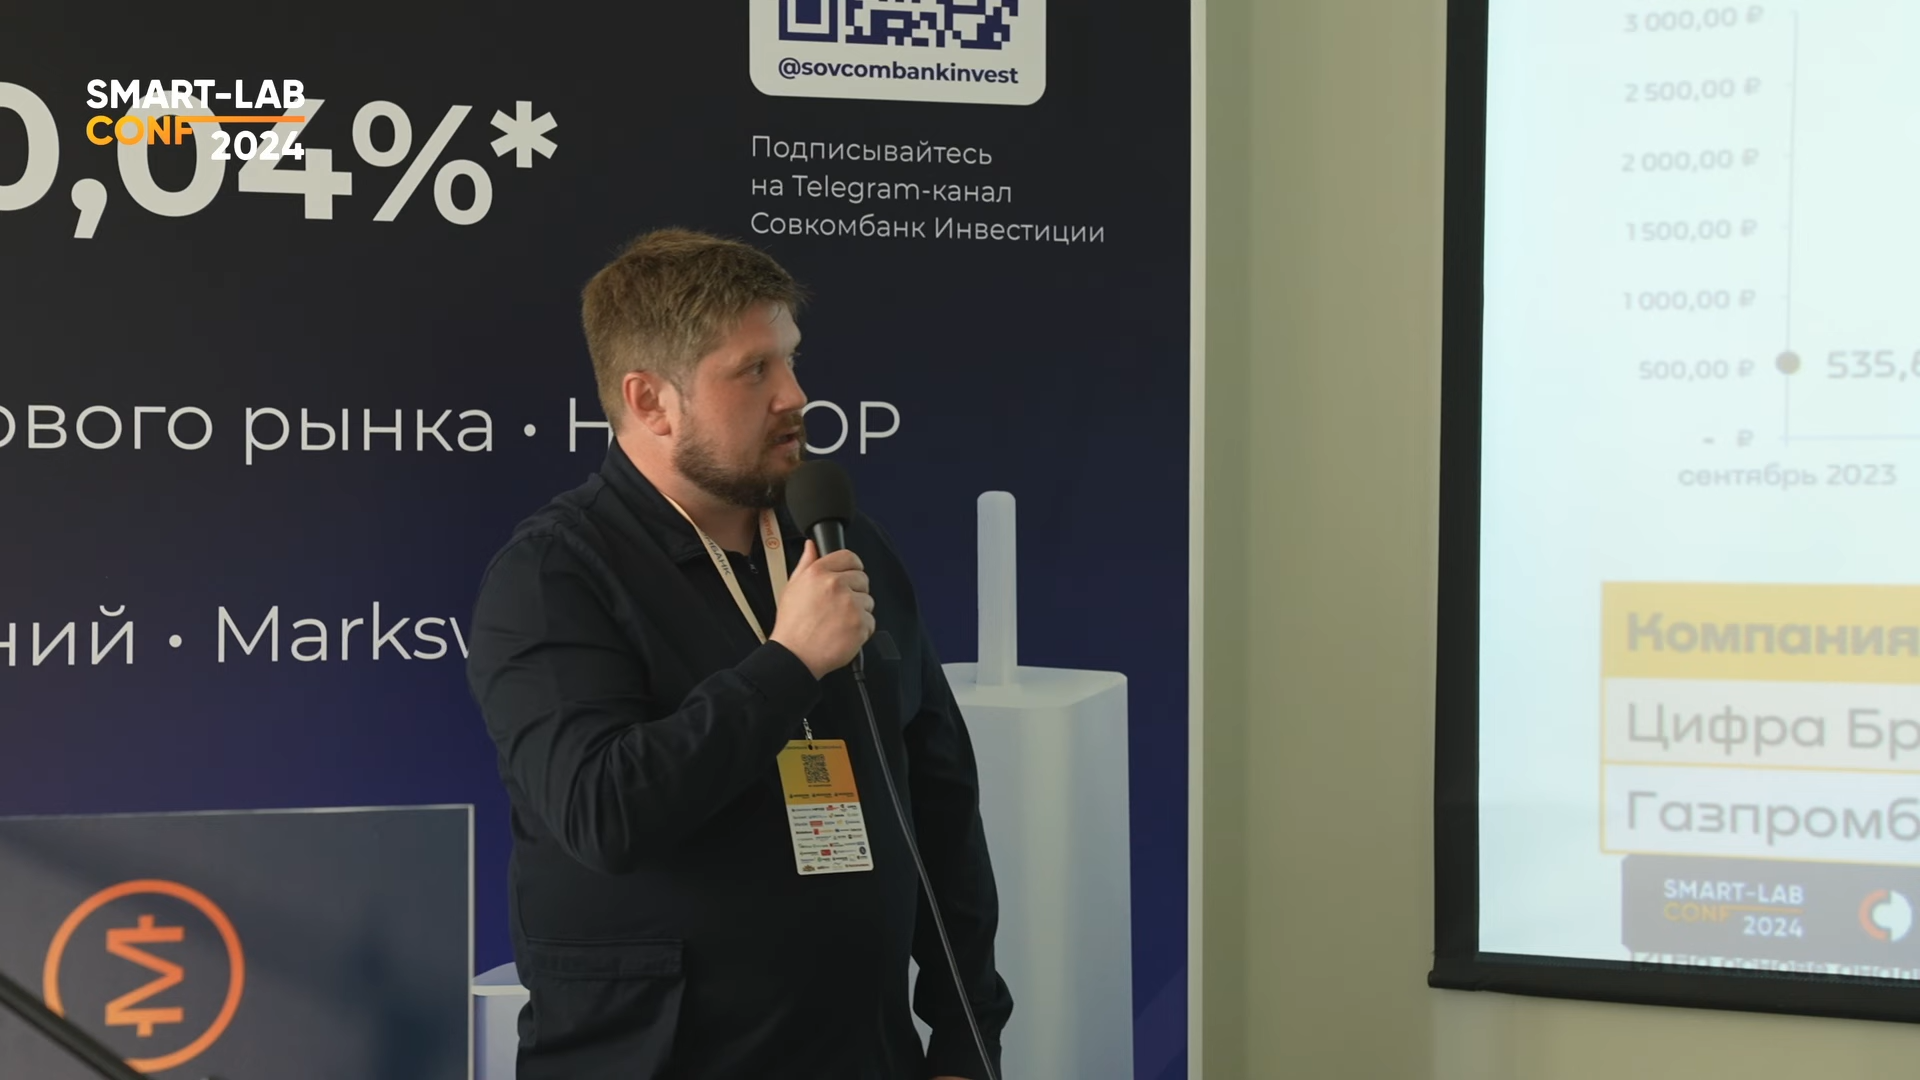 SMART-LAB
CONF
2024
0,04%*
@sovcombankinvest
Подписывайтесь
на Telegram-канал
Совкомбанк Инвестиции
ового рынка • Н
ОР
ний • Marksw
3 000,00 ₽
2 500,00 ₽
2 000,00 ₽
1 500,00 ₽
1 000,00 ₽
500,00 ₽
- ₽
535,6
сентябрь 2023
Компания
Цифра Бр
Газпромб
SMART-LAB
CONF
2024